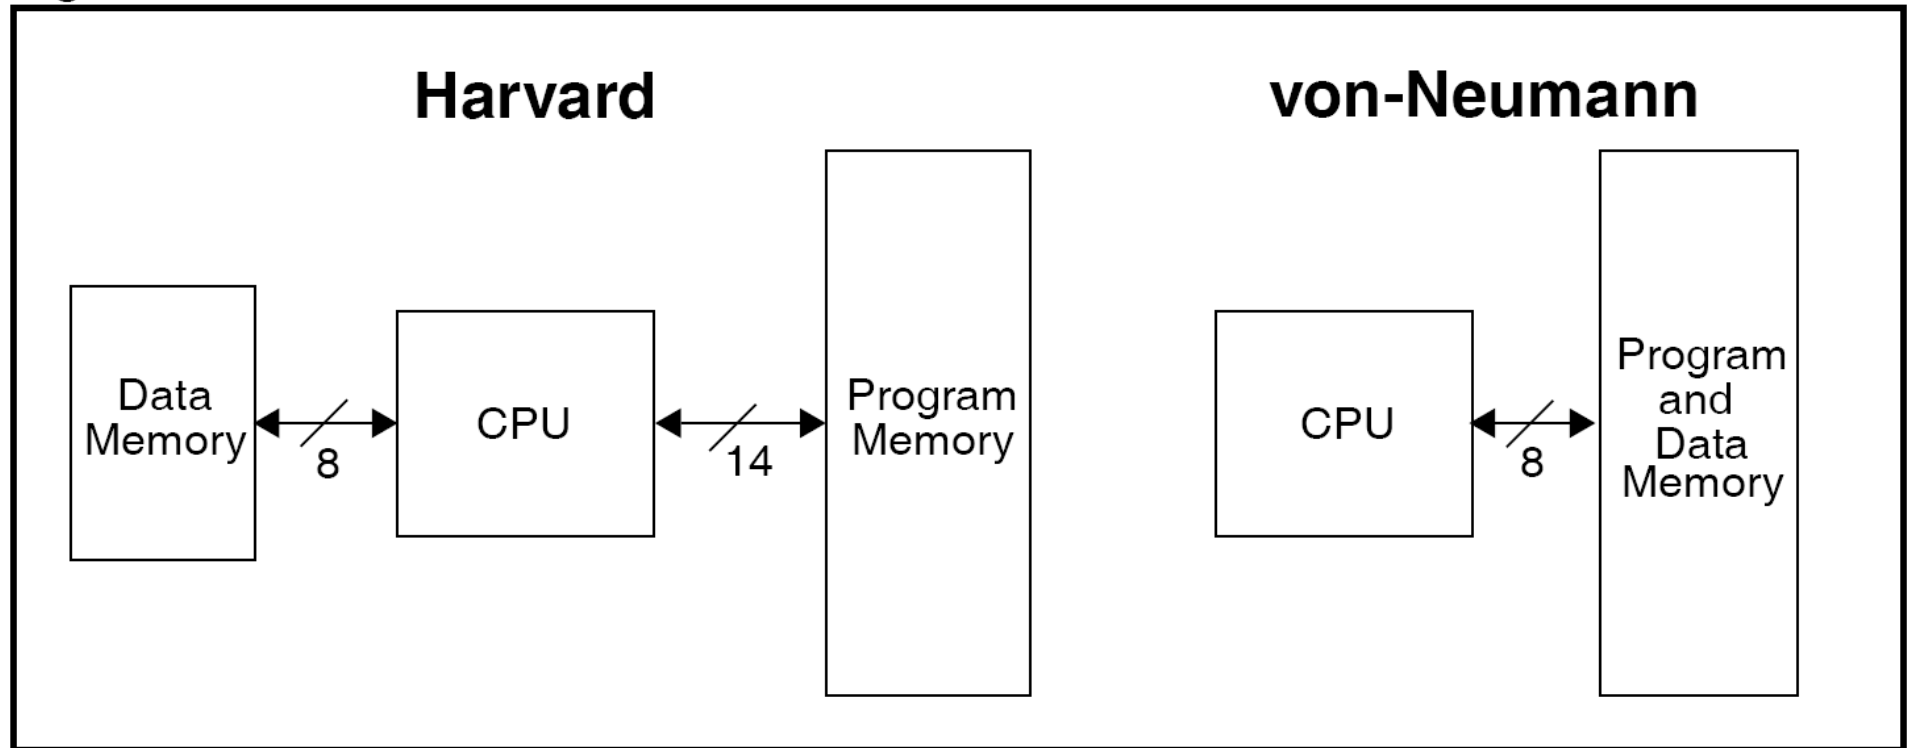 Harvard
von-Neumann
Data
Memory
8
CPU
14
Program
Memory
CPU
8
Program
and
Data
Memory